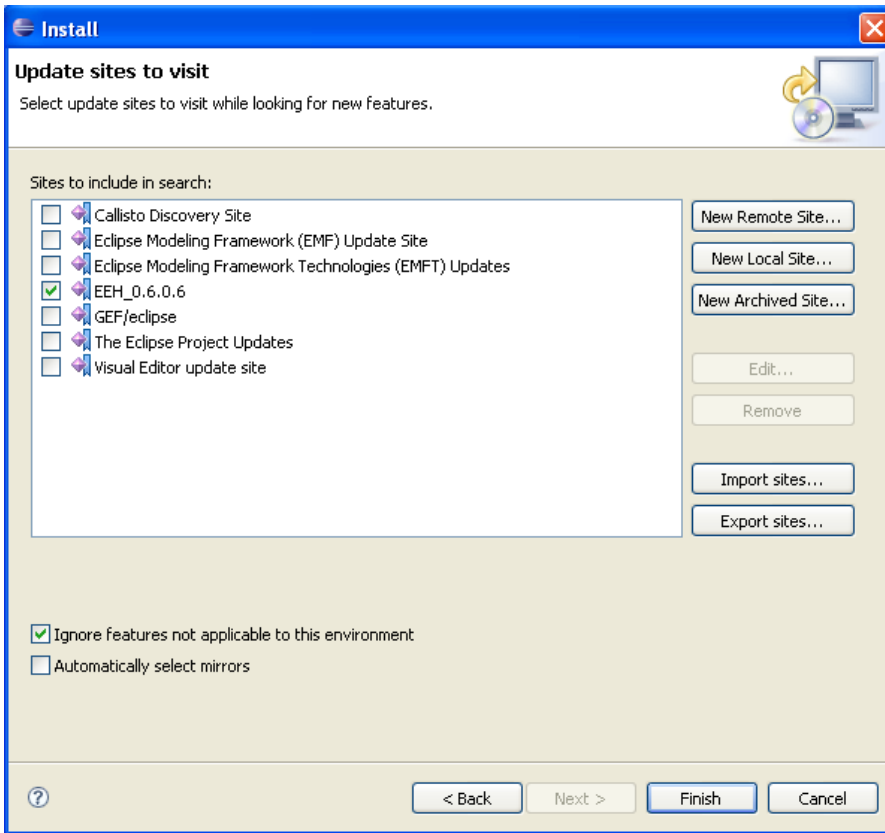 Install
Update sites to visit
Select update sites to visit while looking for new features.
Sites to include in search:
Callisto Discovery Site
Eclipse Modeling Framework (EMF) Update Site
Eclipse Modeling Framework Technologies (EMFT) Updates
EEH_0.6.0.6
GEF/eclipse
The Eclipse Project Updates
Visual Editor update site
New Remote Site...
New Local Site...
New Archived Site...
Edit...
Remove
Import sites...
Export sites...
Ignore features not applicable to this environment
Automatically select mirrors
?
< Back
Next >
Finish
Cancel